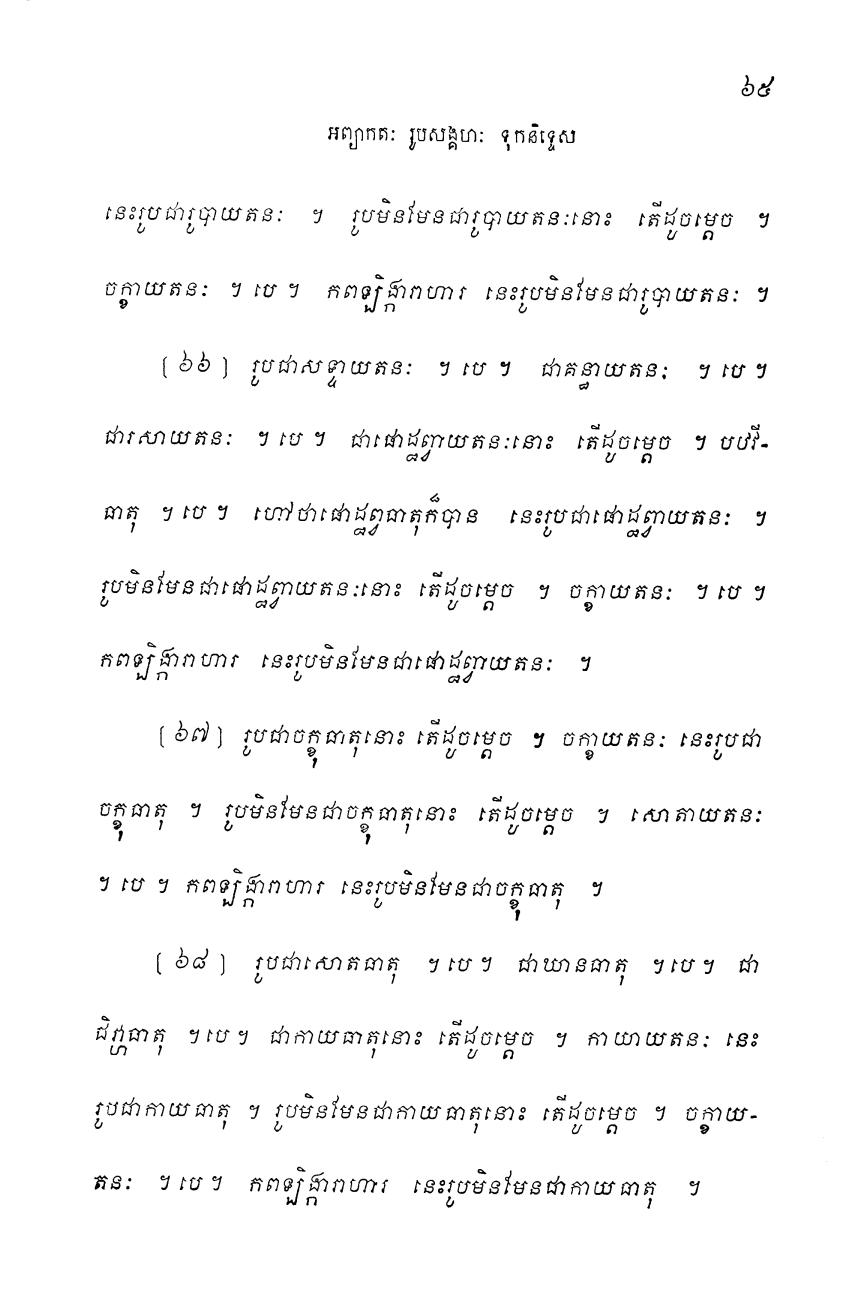 ៦៥
អព្យាកតៈ រូបសង្គហៈ ទុកនិទ្ទេស
នេះរូបជារូបាយតនៈ ។ រូបមិនមែនជារូបាយតនៈនោះ តើដូចម្តេច ។
ចក្ខាយតនៈ ។ បេ ។ កពឡិង្ការាហារ នេះរូបមិនមែនជារូបាយតនៈ ។
[៦៦] រូបជាសទ្ទាយតនៈ ។ បេ ។ ជាគន្ធាយតនៈ ។ បេ ។
ជារសាយតនៈ ។ បេ ។ ជាផោដ្ឋព្វាយតនៈនោះ តើដូចម្តេច ។ បឋវី-
ធាតុ ។ បេ ។ ហៅថាផោដ្ឋព្វធាតុក៏បាន នេះរូបជាផោដ្ឋព្វាយតនៈ ។
រូបមិនមែនជាផោដ្ឋព្វាយតនៈនោះ តើដូចម្តេច ។ ចក្ខាយតនៈ ។ បេ ។
កពឡិង្ការាហារ នេះរូបមិនមែនជាផោដ្ឋព្វាយតនៈ ។
[៦៧] រូបជាចក្ខុធាតុនោះ តើដូចម្តេច ។ ចក្ខាយតនៈ នេះរូបជា
ចក្ខុធាតុ ។ រូបមិនមែនជាចក្ខុធាតុនោះ តើដូចម្តេច ។ សោតាយតនៈ
។ បេ ។ កពឡិង្ការាហារ នេះរូបមិនមែនជាចក្ខុធាតុ ។
[៦៨] រូបជាសោតធាតុ ។ បេ ។ ជាឃានធាតុ ។ បេ ។ ជា
ជិវ្ហាធាតុ ។ បេ ។ ជាកាយធាតុនោះ តើដូចម្តេច ។ កាយាយតនៈ នេះ
រូបជាកាយធាតុ ។ រូបមិនមែនជាកាយធាតុនោះ តើដូចម្តេច ។ ចក្ខាយ-
តនៈ ។ បេ ។ កពឡិង្ការាហារ នេះរូបមិនមែនជាកាយធាតុ ។